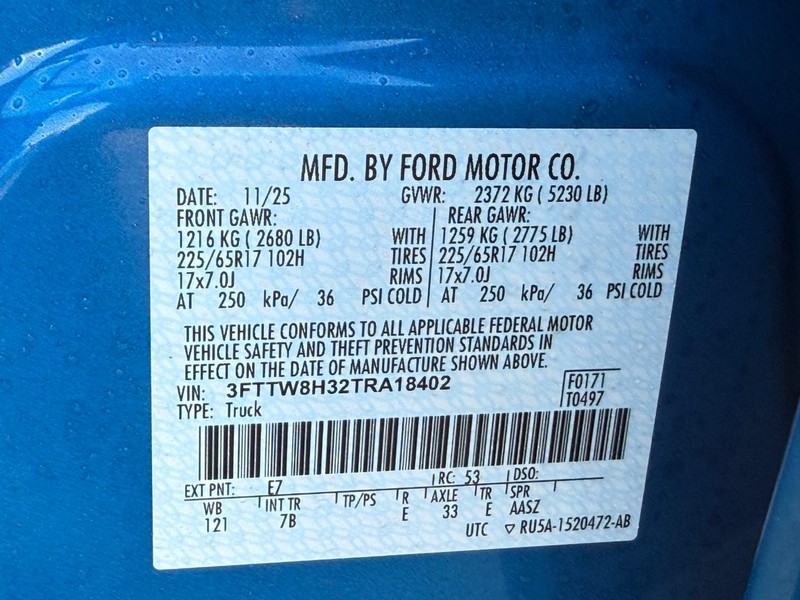 MFD. BY FORD MOTOR CO.
DATE: 11/25 GVWR: 2372 KG ( 5230 LB)
FRONT GAWR: REAR GAWR:
1216 KG ( 2680 LB) WITH 1259 KG ( 2775 LB) WITH
225/65R17 102H TIRES 225/65R17 102H TIRES
17x7.0J RIMS 17x7.0J RIMS
AT 250 kPa/ 36 PSI COLD AT 250 kPa/ 36 PSI COLD
THIS VEHICLE CONFORMS TO ALL APPLICABLE FEDERAL MOTOR
VEHICLE SAFETY AND THEFT PREVENTION STANDARDS IN
EFFECT ON THE DATE OF MANUFACTURE SHOWN ABOVE.
VIN: 3FTTW8H32TRA18402 F0171
TYPE: Truck T0497
EXT PNT: E7 RC: 53 DSO:
WB INT TR TP/PS R AXLE TR SPR
121 7B E 33 E AASZ
UTC ▽ RU5A-1520472-AB